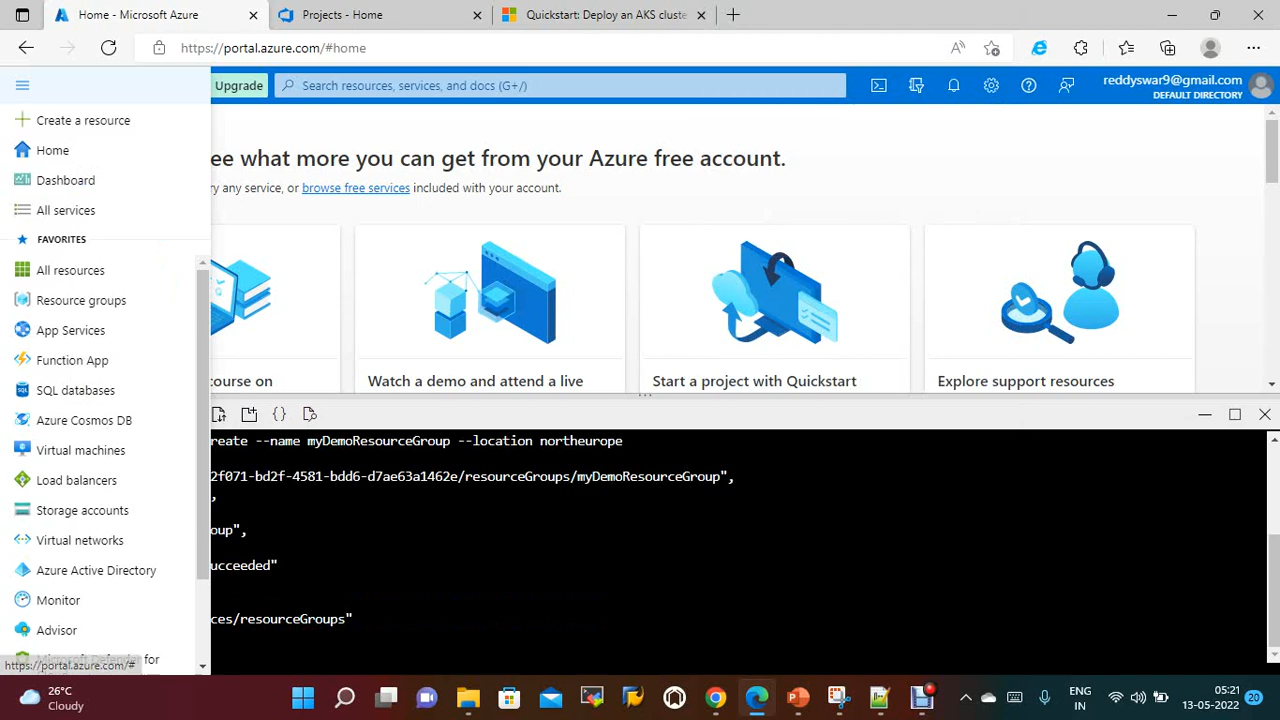 Home - Microsoft Azure
Projects - Home
Quickstart: Deploy an AKS cluste
https://portal.azure.com/#home
Upgrade
Search resources, services, and docs (G+/)
reddyswar9@gmail.com
DEFAULT DIRECTORY
Create a resource
Home
Dashboard
All services
FAVORITES
All resources
Resource groups
App Services
Function App
SQL databases
Azure Cosmos DB
Virtual machines
Load balancers
Storage accounts
Virtual networks
Azure Active Directory
Monitor
Advisor
Microsoft Defender for
https://portal.azure.com/#
ee what more you can get from your Azure free account.
ry any service, or browse free services included with your account.
course on
Watch a demo and attend a live
Start a project with Quickstart
Explore support resources
reate --name myDemoResourceGroup --location northeurope
2f071-bd2f-4581-bdd6-d7ae63a1462e/resourceGroups/myDemoResourceGroup",
,
oup",
ucceeded"
ces/resourceGroups"
26°C
Cloudy
ENG
IN
05:21
13-05-2022
20